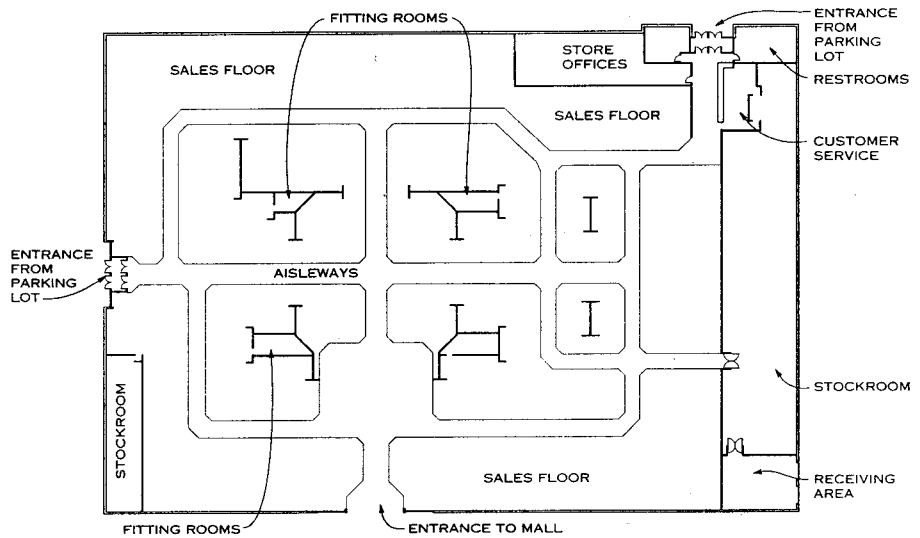 FITTING ROOMS
ENTRANCE
FROM
PARKING
LOT
STORE
OFFICES
SALES FLOOR
RESTROOMS
SALES FLOOR
CUSTOMER
SERVICE
ENTRANCE
FROM
PARKING
LOT
AISLEWAYS
STOCKROOM
STOCKROOM
SALES FLOOR
RECEIVING
AREA
FITTING ROOMS
ENTRANCE TO MALL